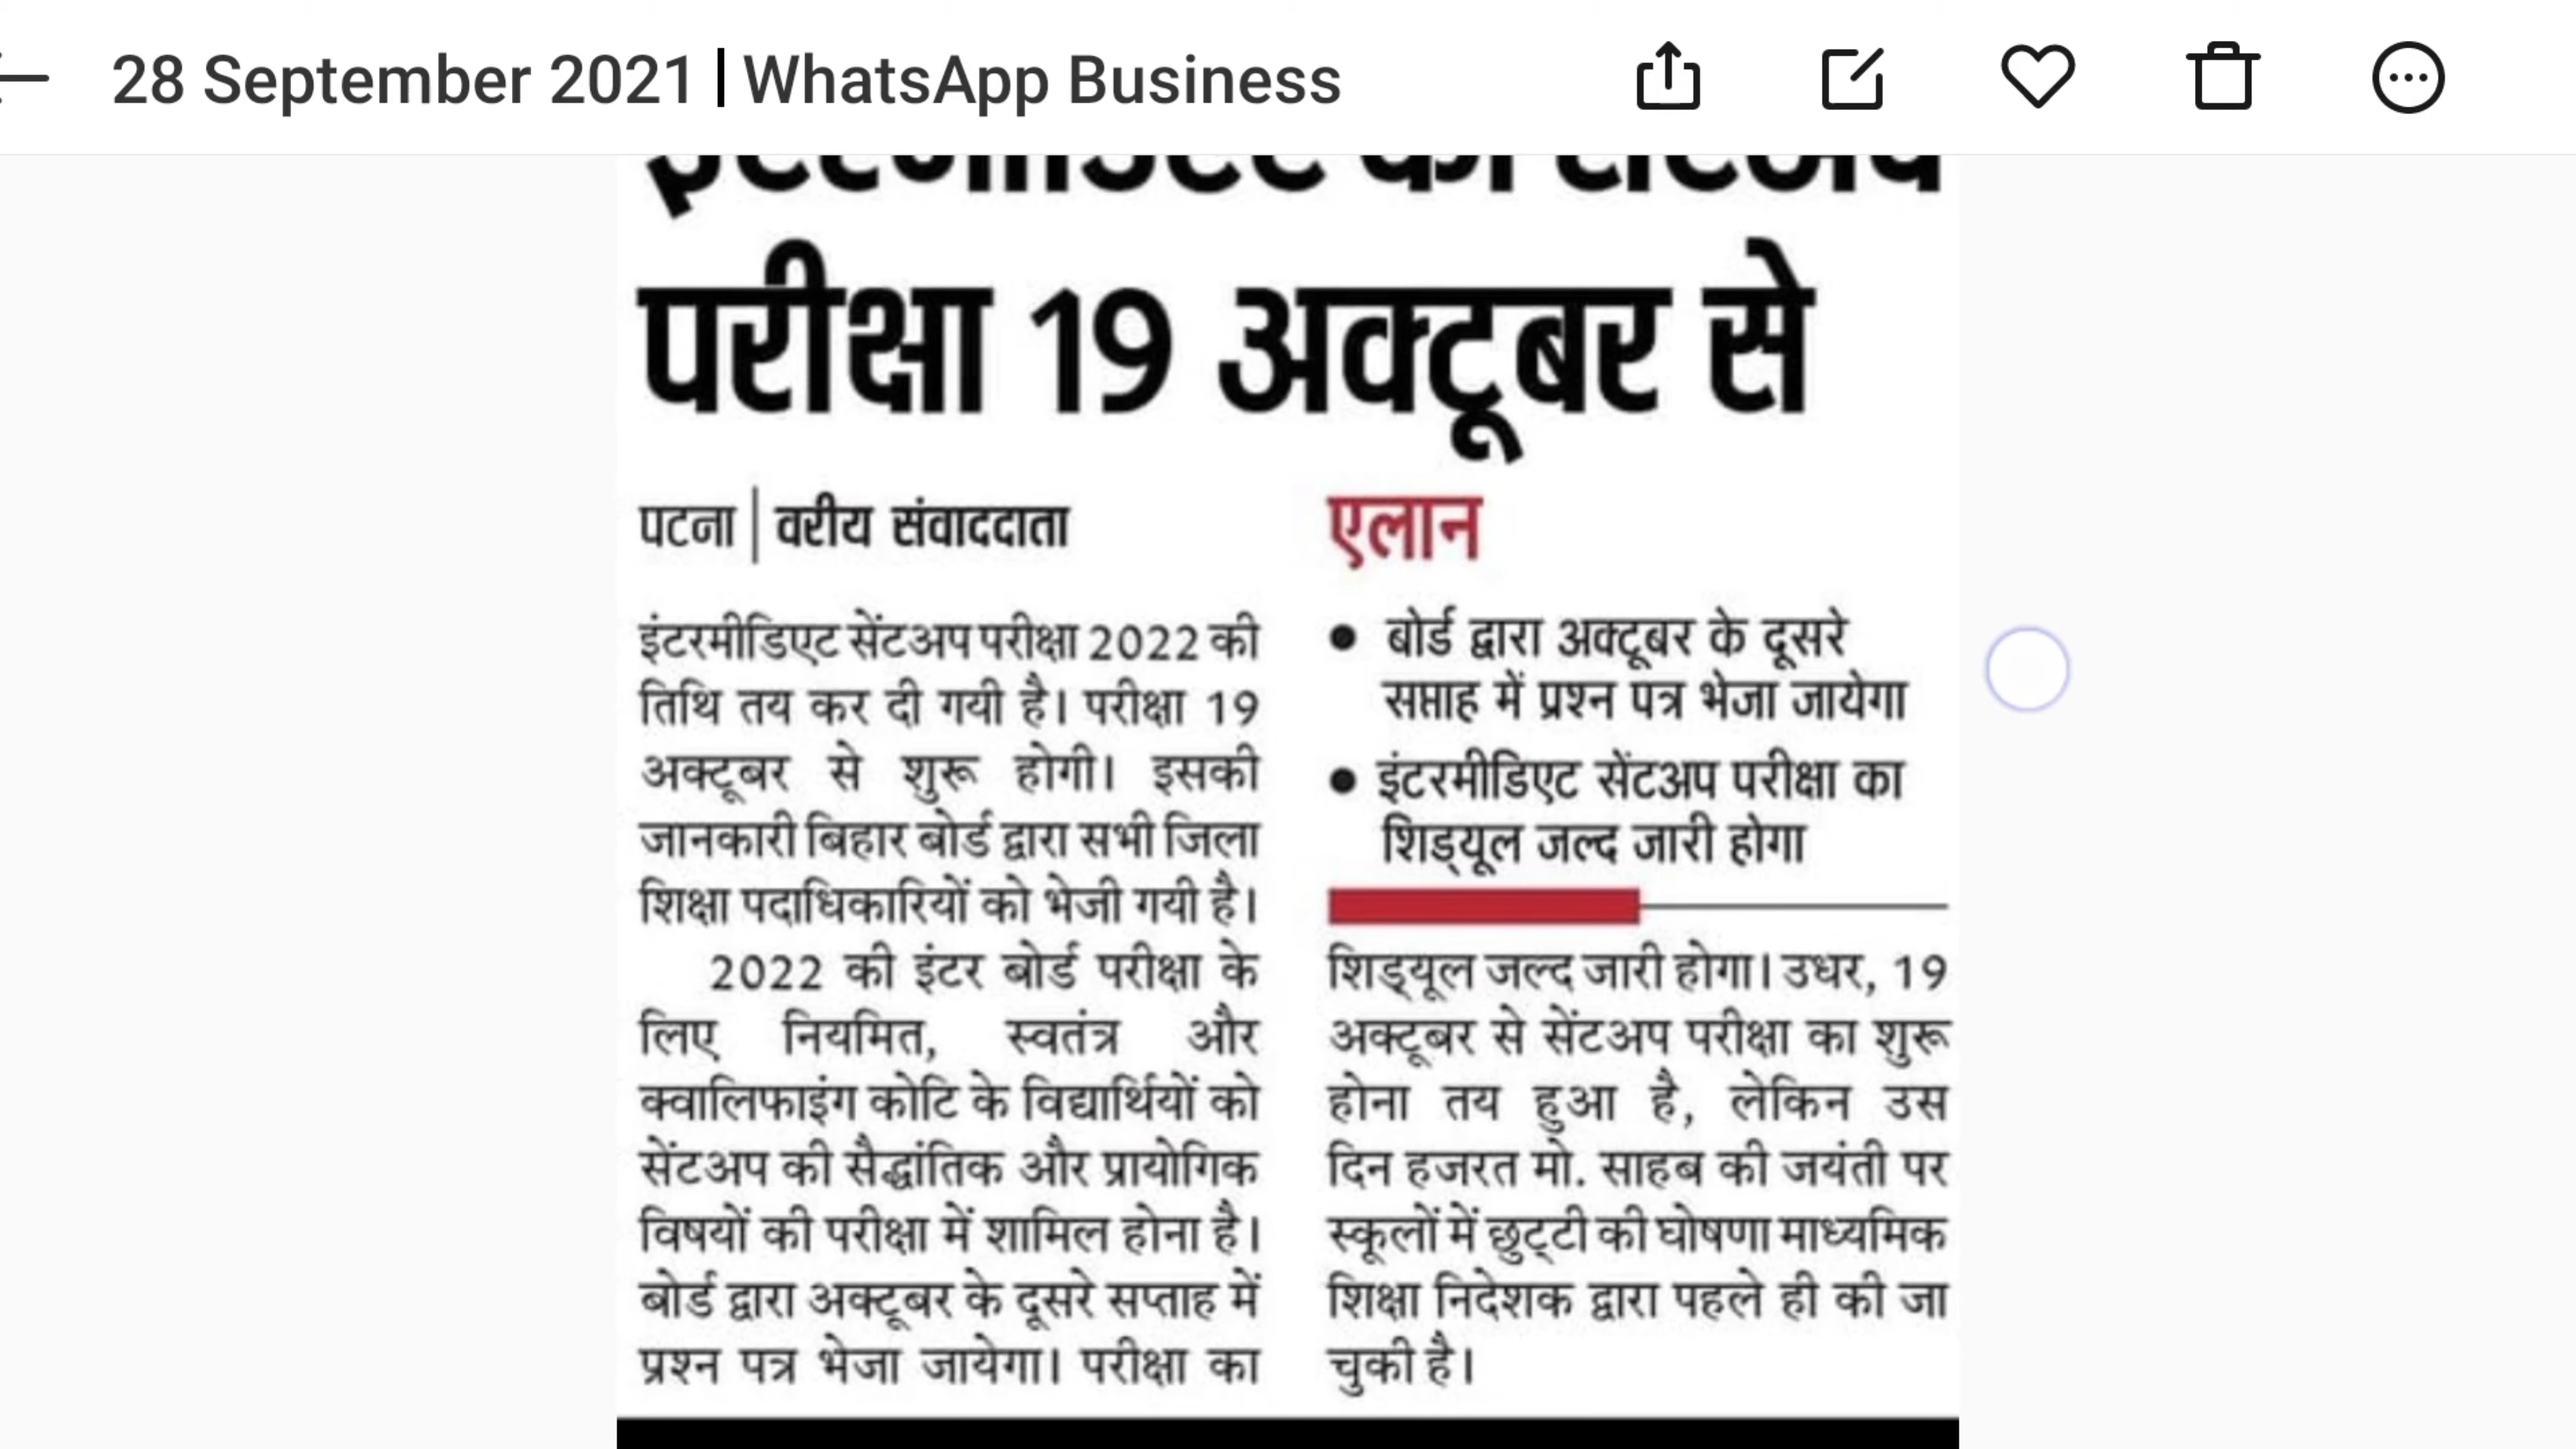 28 September 2021 | WhatsApp Business
परीक्षा 19 अक्टूबर से
पटना | वरीय संवाददाता
इंटरमीडिएट सेंटअप परीक्षा 2022 की
तिथि तय कर दी गयी है। परीक्षा 19
अक्टूबर से शुरू होगी। इसकी
जानकारी बिहार बोर्ड द्वारा सभी जिला
शिक्षा पदाधिकारियों को भेजी गयी है।
2022 की इंटर बोर्ड परीक्षा के
लिए नियमित, स्वतंत्र और
क्वालिफाइंग कोटि के विद्यार्थियों को
सेंटअप की सैद्धांतिक और प्रायोगिक
विषयों की परीक्षा में शामिल होना है।
बोर्ड द्वारा अक्टूबर के दूसरे सप्ताह में
प्रश्न पत्र भेजा जायेगा। परीक्षा का
एलान
● बोर्ड द्वारा अक्टूबर के दूसरे
सप्ताह में प्रश्न पत्र भेजा जायेगा
● इंटरमीडिएट सेंटअप परीक्षा का
शिड्यूल जल्द जारी होगा
शिड्यूल जल्द जारी होगा। उधर, 19
अक्टूबर से सेंटअप परीक्षा का शुरू
होना तय हुआ है, लेकिन उस
दिन हजरत मो. साहब की जयंती पर
स्कूलों में छुट्टी की घोषणा माध्यमिक
शिक्षा निदेशक द्वारा पहले ही की जा
चुकी है।